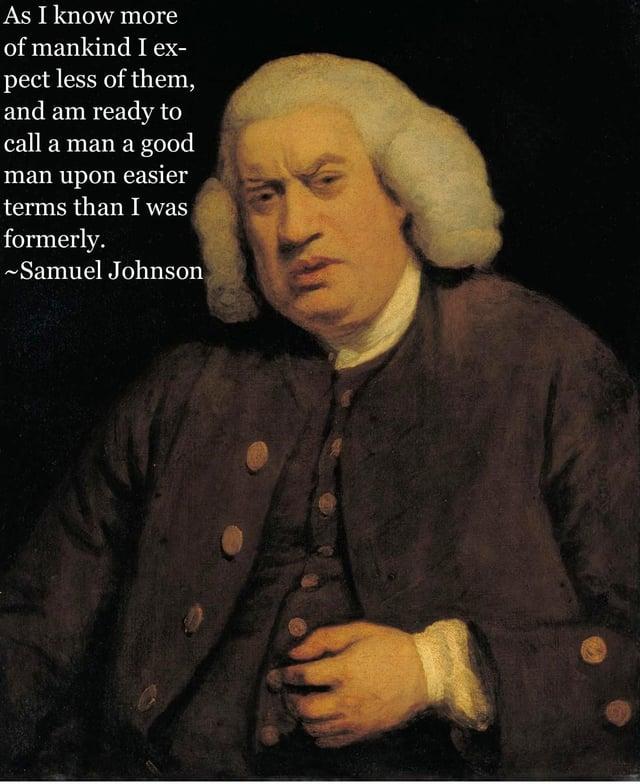 As I know more
of mankind I ex-
pect less of them,
and am ready to
call a man a good
man upon easier
terms than I was
formerly.
~Samuel Johnson